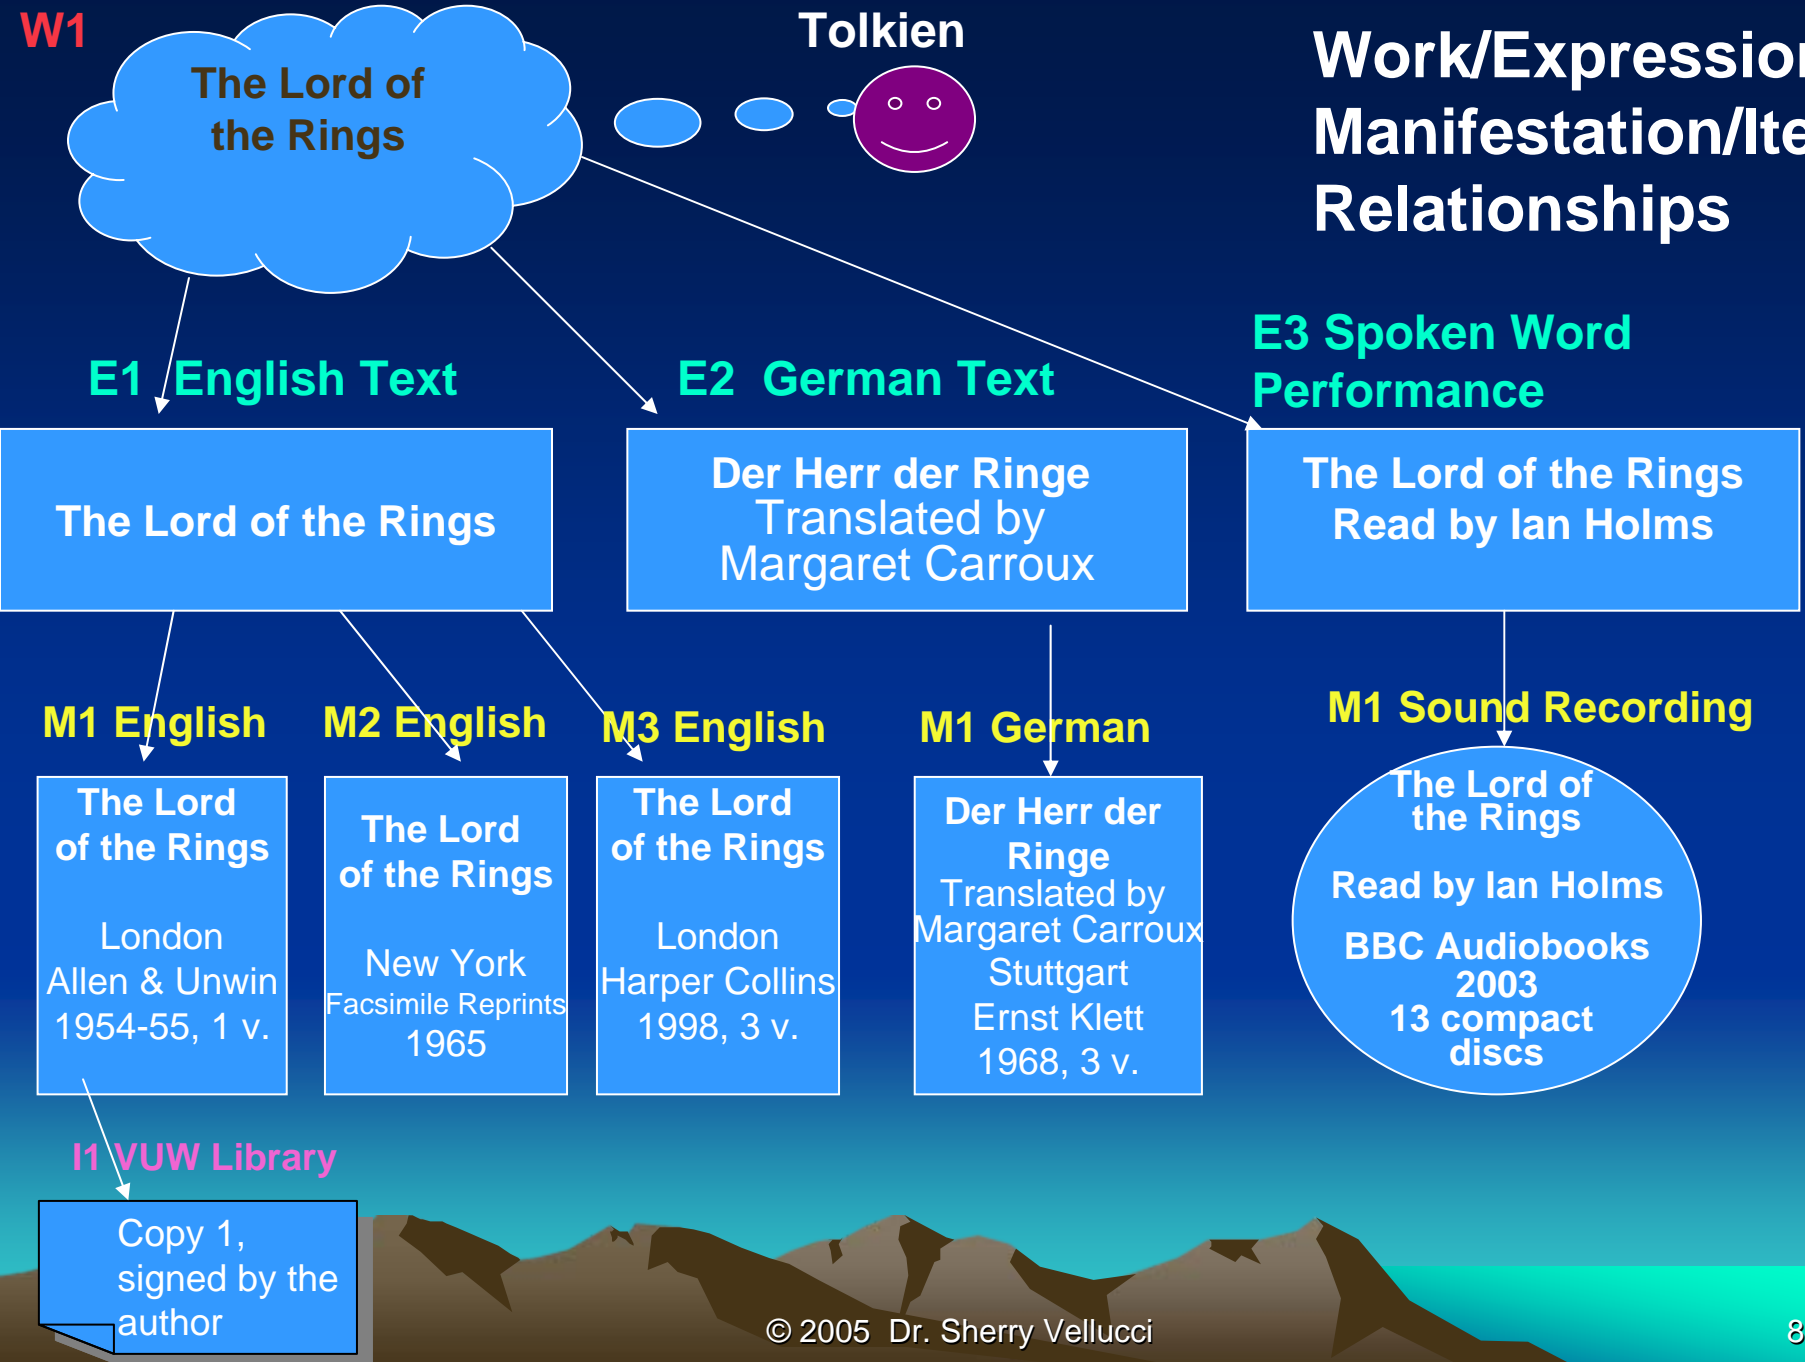 W1
The Lord of
the Rings
Tolkien
Work/Expression
Manifestation/Ite
Relationships
E1 English Text
E2 German Text
E3 Spoken Word
Performance
The Lord of the Rings
Der Herr der Ringe
Translated by
Margaret Carroux
The Lord of the Rings
Read by Ian Holms
M1 English
M2 English
M3 English
M1 German
M1 Sound Recording
The Lord
of the Rings
London
Allen & Unwin
1954-55, 1 v.
The Lord
of the Rings
New York
Facsimile Reprints
1965
The Lord
of the Rings
London
Harper Collins
1998, 3 v.
Der Herr der
Ringe
Translated by
Margaret Carroux
Stuttgart
Ernst Klett
1968, 3 v.
The Lord of
the Rings
Read by Ian Holms
BBC Audiobooks
2003
13 compact
discs
I1 VUW Library
Copy 1,
signed by the
author
© 2005 Dr. Sherry Vellucci
8